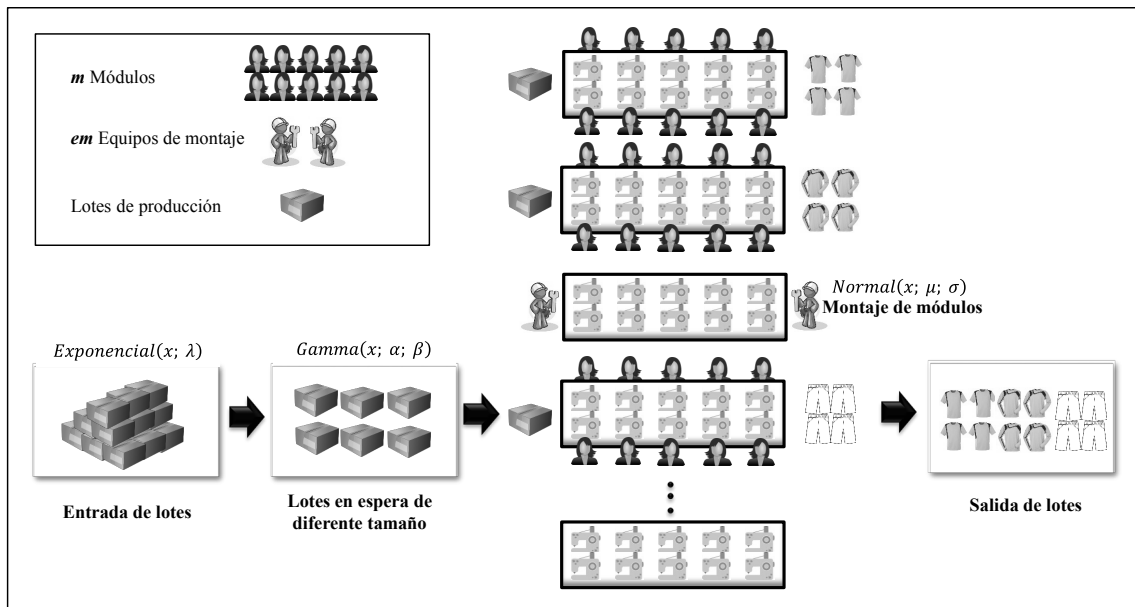 m Módulos
em Equipos de montaje
Lotes de producción
Normal(x; μ; σ)
Montaje de módulos
Exponencial(x; λ)
Gamma(x; α; β)
Entrada de lotes
Lotes en espera de
diferente tamaño
Salida de lotes